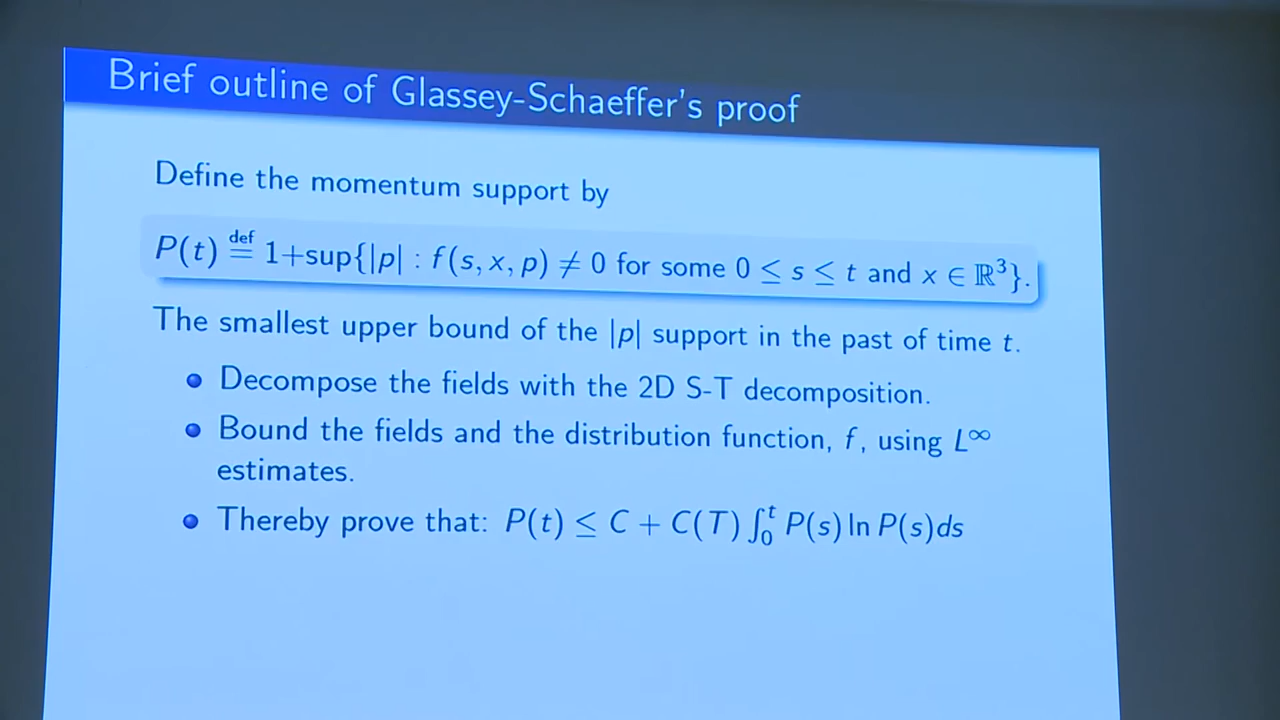 Brief outline of Glassey-Schaeffer's proof
Define the momentum support by
P(t) def= 1+sup{|p| : f(s, x, p) ≠ 0 for some 0 ≤ s ≤ t and x ∈ ℝ³}.
The smallest upper bound of the |p| support in the past of time t.
Decompose the fields with the 2D S-T decomposition.
Bound the fields and the distribution function, f, using L^∞
estimates.
Thereby prove that: P(t) ≤ C + C(T) ∫₀ᵗ P(s) ln P(s)ds